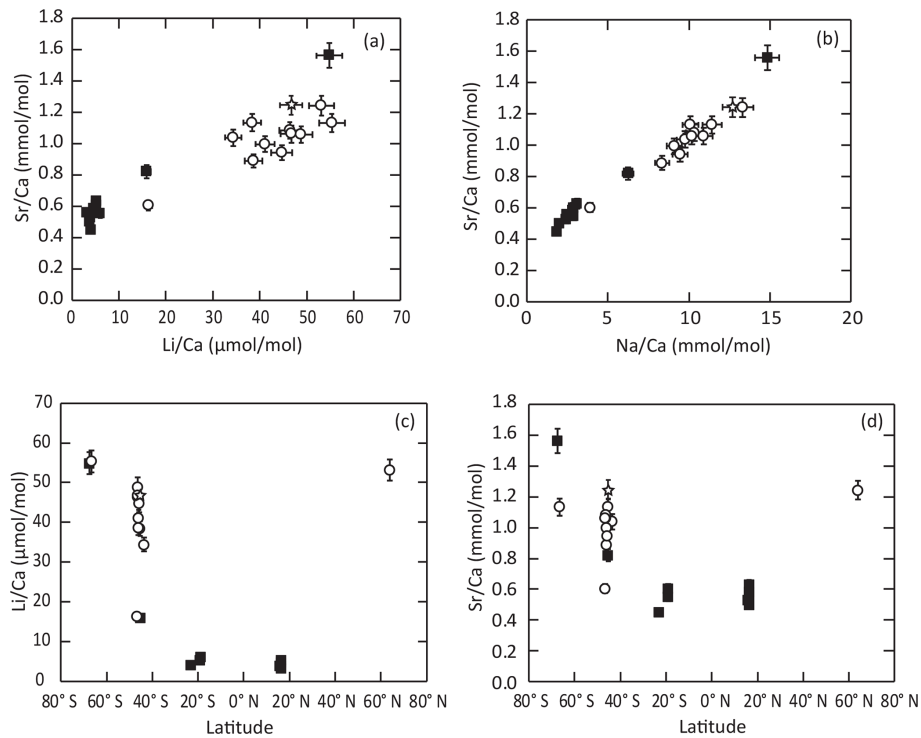 1.8
1.6
1.4
1.2
1.0
0.8
0.6
0.4
0.2
0.0
Sr/Ca (mmol/mol)
(a)
0 10 20 30 40 50 60 70
Li/Ca (µmol/mol)
1.8
1.6
1.4
1.2
1.0
0.8
0.6
0.4
0.2
0.0
Sr/Ca (mmol/mol)
(b)
0 5 10 15 20
Na/Ca (mmol/mol)
70
60
50
40
30
20
10
0
Li/Ca (µmol/mol)
(c)
80° S 60° S 40° S 20° S 0° N 20° N 40° N 60° N 80° N
Latitude
1.8
1.6
1.4
1.2
1.0
0.8
0.6
0.4
0.2
0.0
Sr/Ca (mmol/mol)
(d)
80° S 60° S 40° S 20° S 0° N 20° N 40° N 60° N 80° N
Latitude